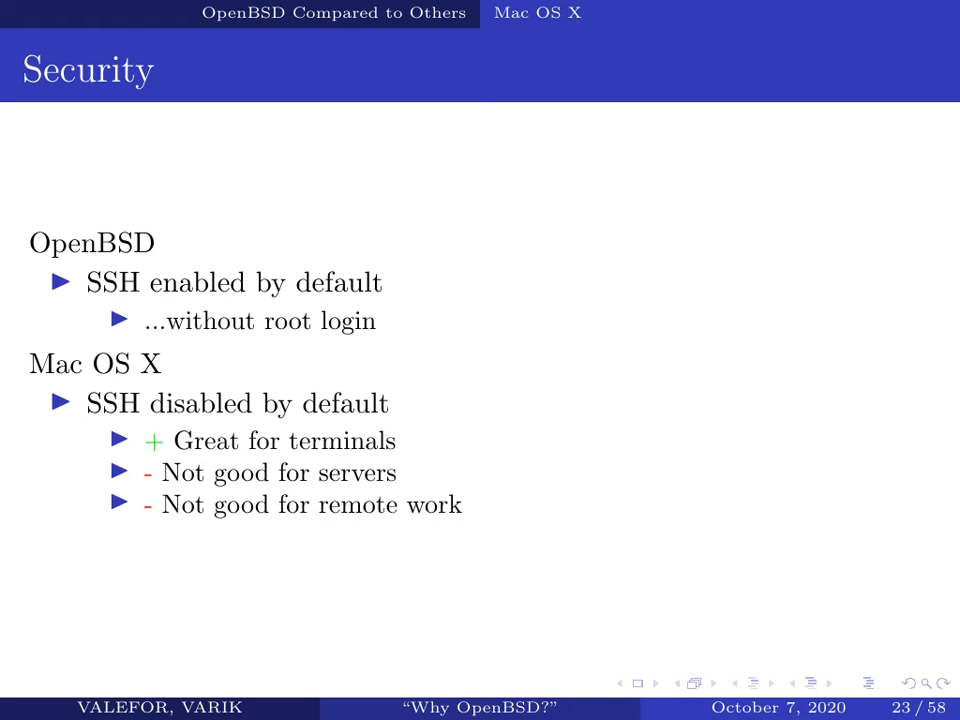 OpenBSD Compared to Others Mac OS X
Security
OpenBSD
SSH enabled by default
...without root login
Mac OS X
SSH disabled by default
+ Great for terminals
- Not good for servers
- Not good for remote work
VALEFOR, VARIK “Why OpenBSD?” October 7, 2020 23 / 58